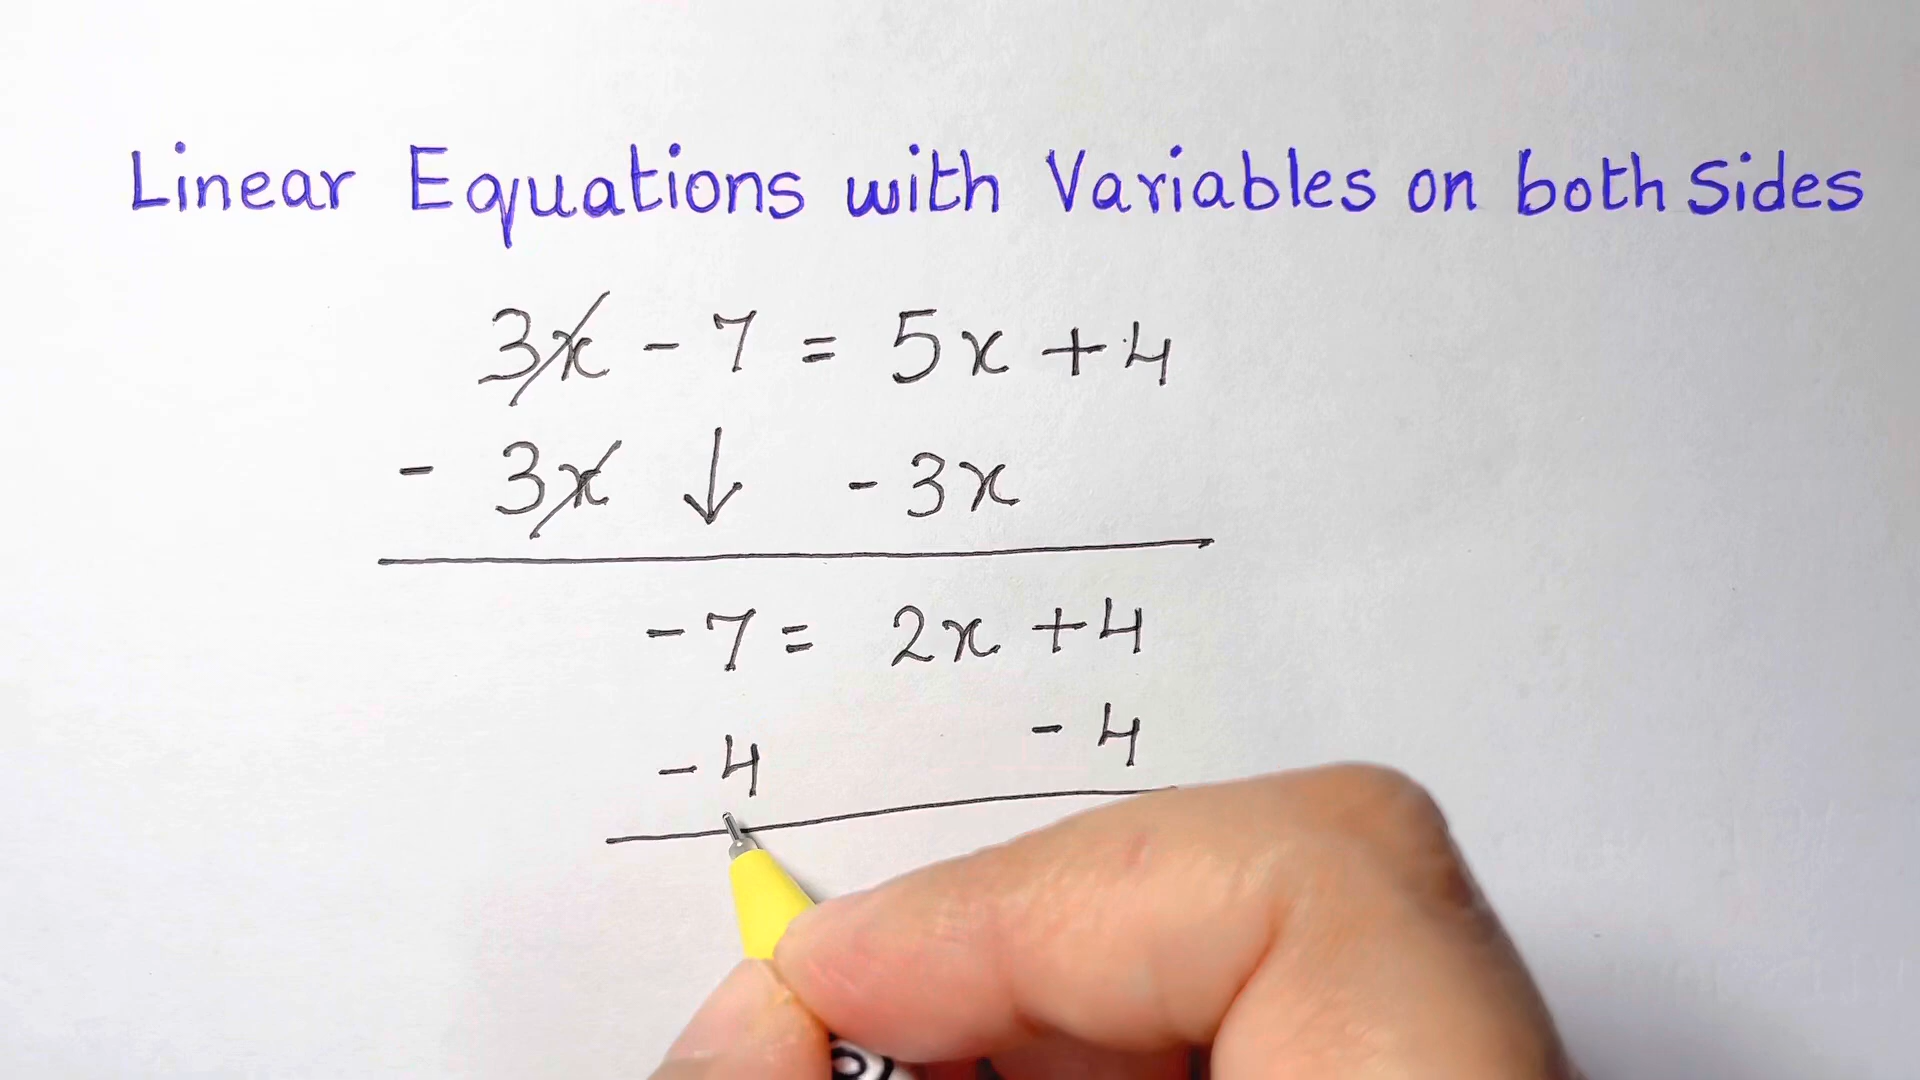 Linear Equations with Variables on both Sides
3x - 7 = 5x + 4
- 3x ↓ - 3x
-7 = 2x + 4
- 4 - 4